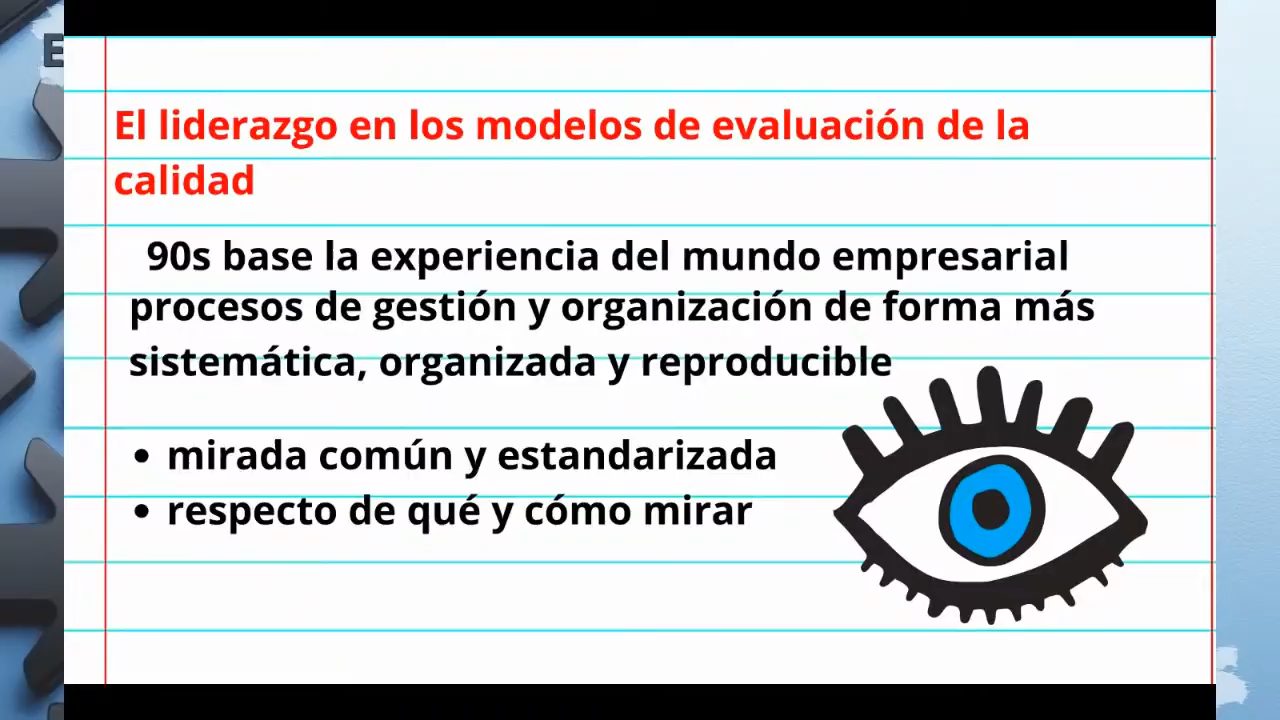 E
El liderazgo en los modelos de evaluación de la
calidad
90s base la experiencia del mundo empresarial
procesos de gestión y organización de forma más
sistemática, organizada y reproducible
• mirada común y estandarizada
• respecto de qué y cómo mirar